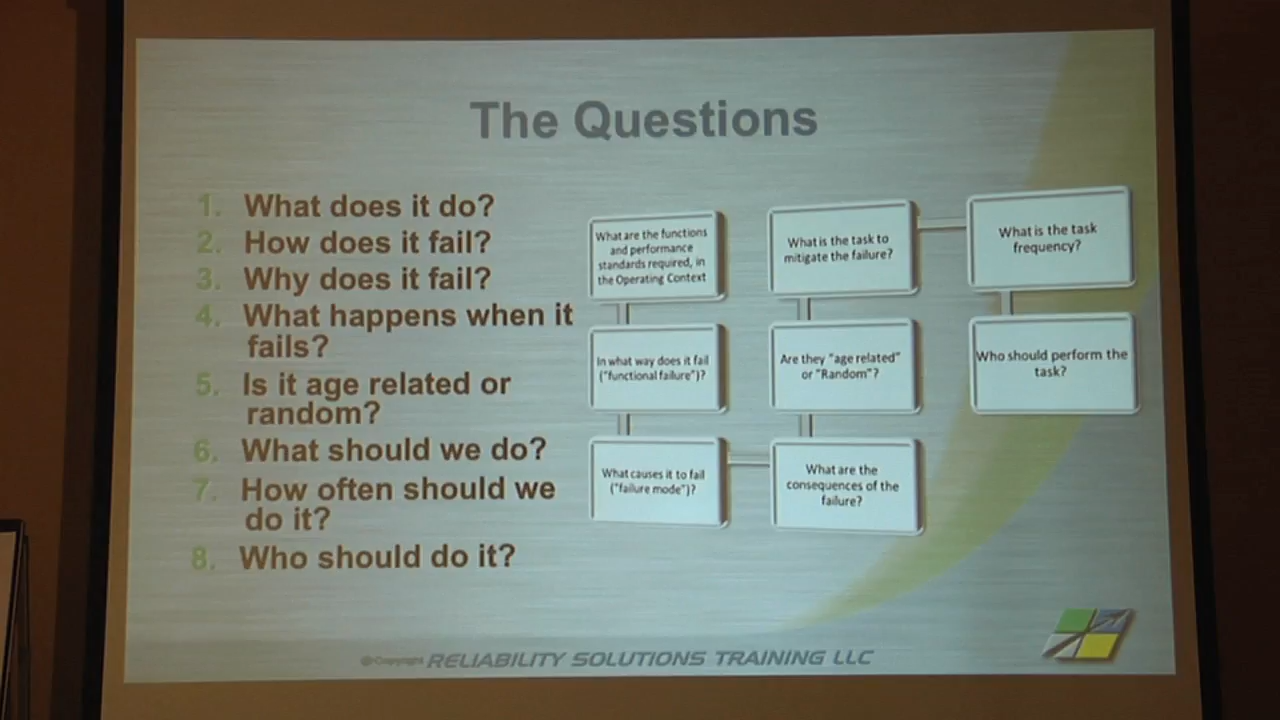 The Questions
1. What does it do?
2. How does it fail?
3. Why does it fail?
4. What happens when it
fails?
5. Is it age related or
random?
6. What should we do?
7. How often should we
do it?
8. Who should do it?
What are the functions
and performance
standards required, in
the Operating Context
In what way does it fail
("functional failure")?
What causes it to fail
("failure mode")?
What are the
consequences of the
failure?
Are they "age related"
or "Random"?
What is the task to
mitigate the failure?
What is the task
frequency?
Who should perform the
task?
© Copyright RELIABILITY SOLUTIONS TRAINING LLC